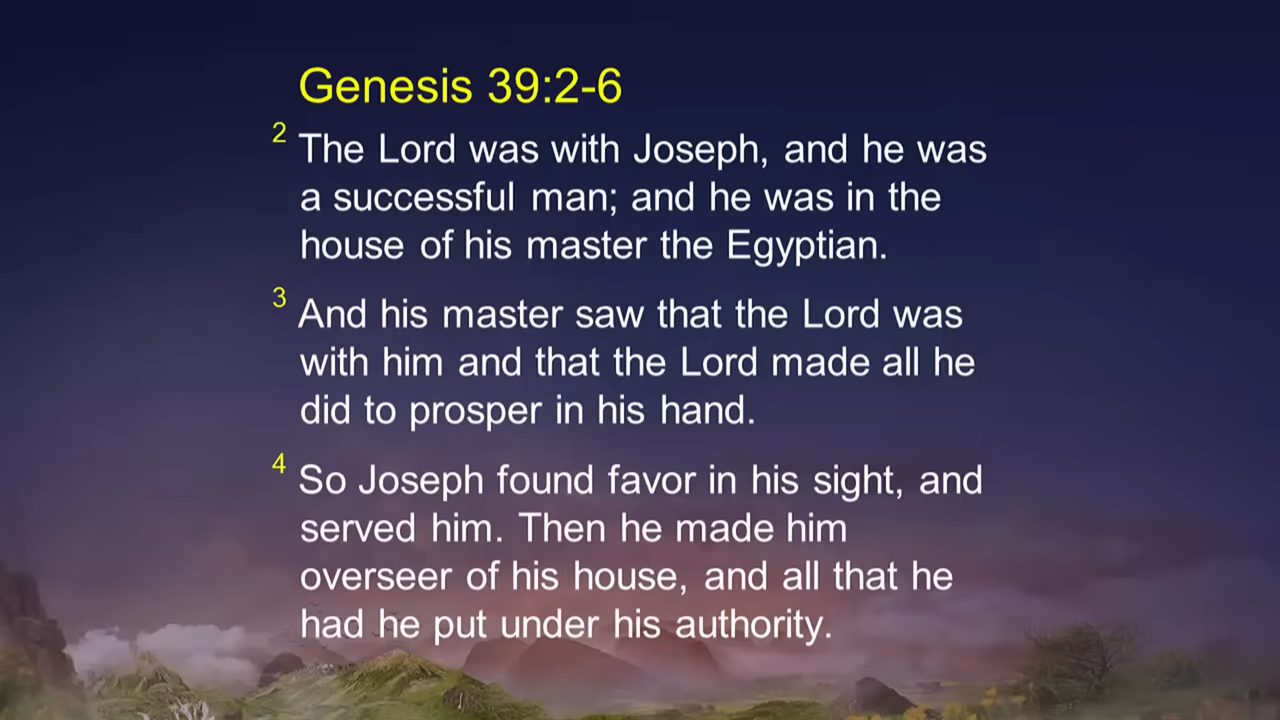 Genesis 39:2-6
2 The Lord was with Joseph, and he was
a successful man; and he was in the
house of his master the Egyptian.
3 And his master saw that the Lord was
with him and that the Lord made all he
did to prosper in his hand.
4 So Joseph found favor in his sight, and
served him. Then he made him
overseer of his house, and all that he
had he put under his authority.